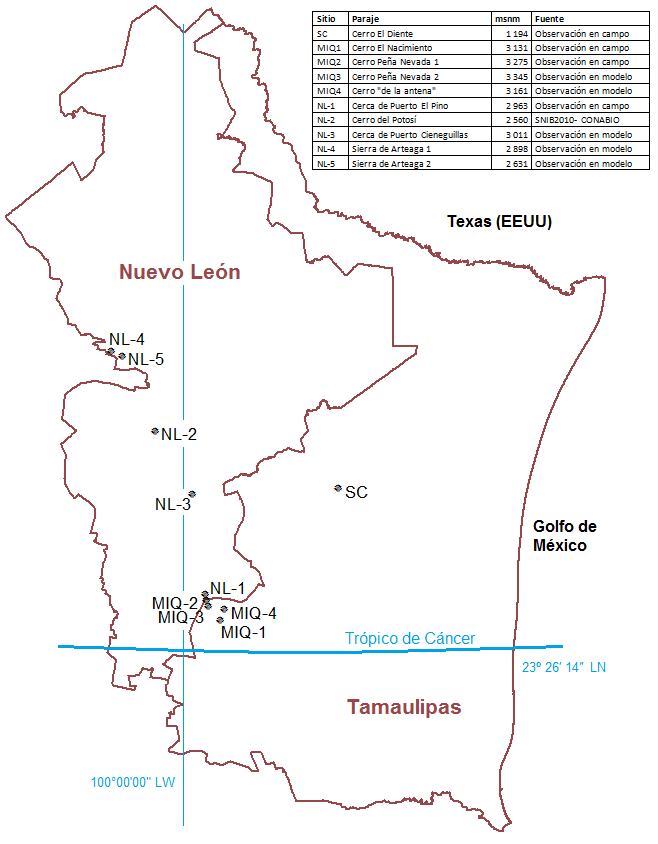 Sitio Paraje msnm Fuente
SC Cerro El Diente 1 194 Observación en campo
MIQ1 Cerro El Nacimiento 3 131 Observación en campo
MIQ2 Cerro Peña Nevada 1 3 275 Observación en campo
MIQ3 Cerro Peña Nevada 2 3 345 Observación en modelo
MIQ4 Cerro "de la antena" 3 161 Observación en modelo
NL-1 Cerca de Puerto El Pino 2 963 Observación en campo
NL-2 Cerro del Potosí 2 560 SNIB2010- CONABIO
NL-3 Cerca de Puerto Cieneguillas 3 011 Observación en modelo
NL-4 Sierra de Arteaga 1 2 898 Observación en modelo
NL-5 Sierra de Arteaga 2 2 631 Observación en modelo
Texas (EEUU)
Nuevo León
NL-4
NL-5
NL-2
SC
NL-3
Golfo de
México
NL-1
MIQ-2
MIQ-3
MIQ-4
MIQ-1
Trópico de Cáncer
23º 26' 14" LN
Tamaulipas
100°00'00" LW